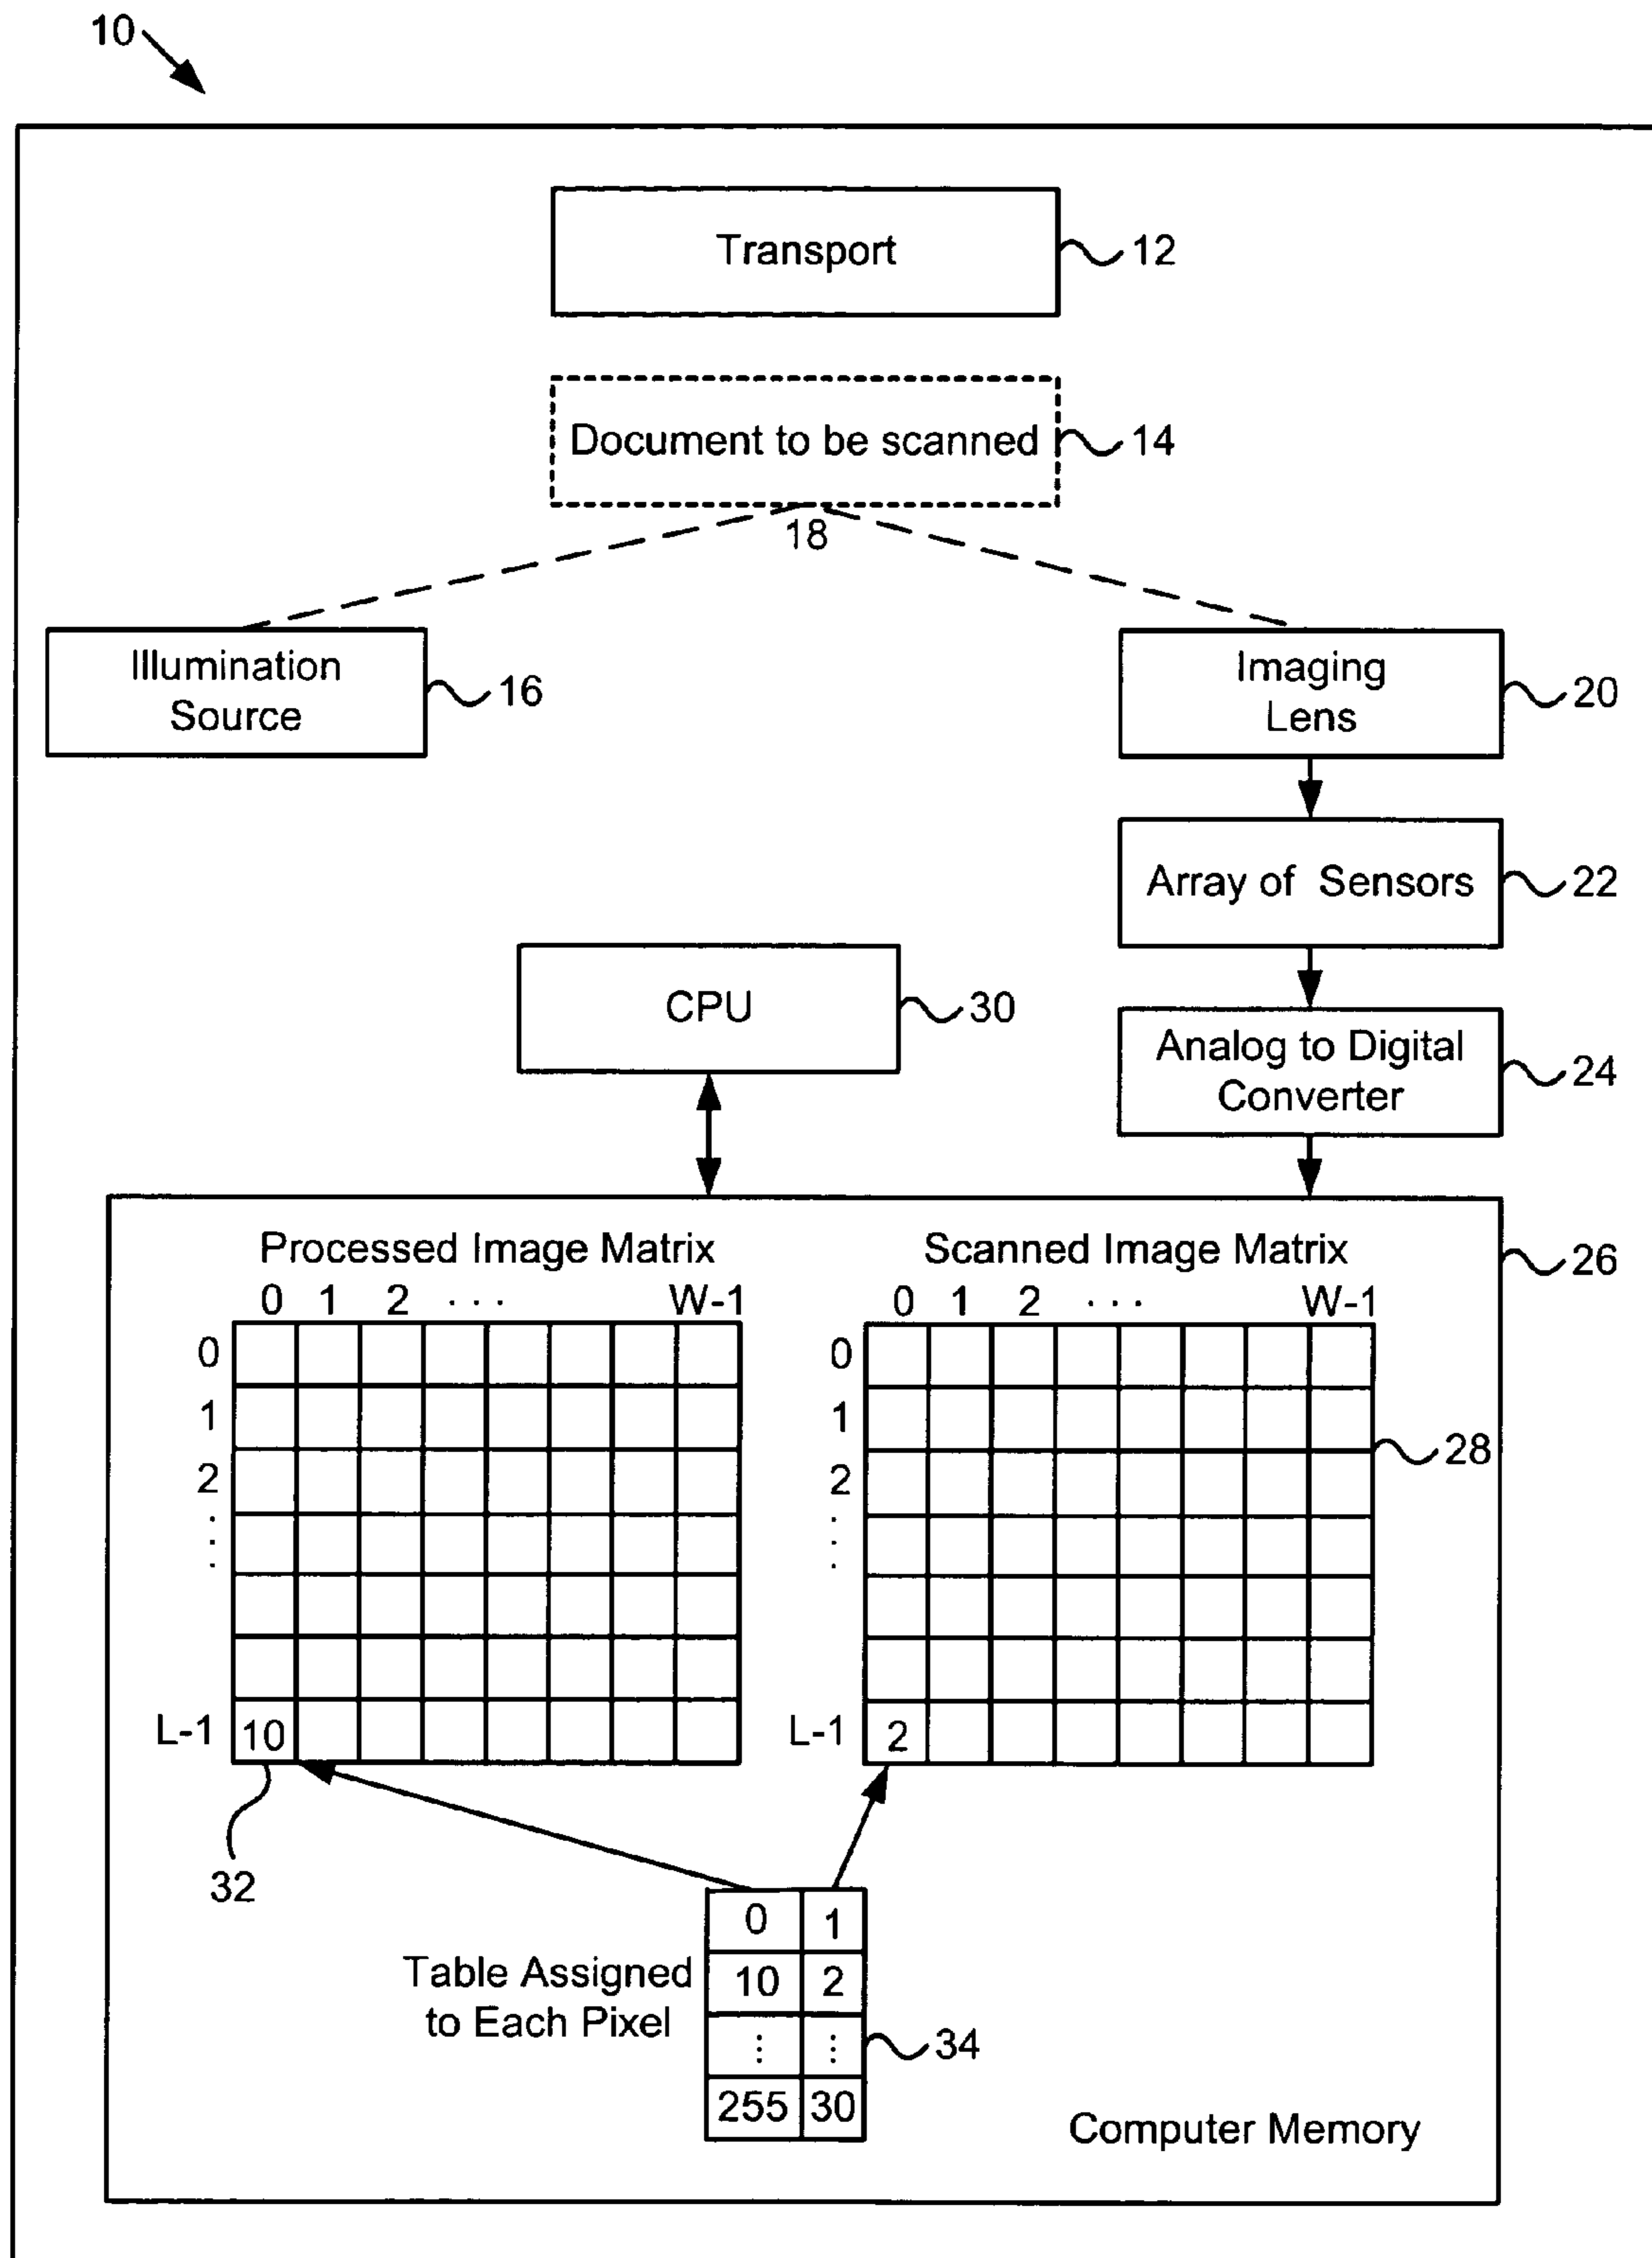 10
Transport
12
Document to be scanned
14
18
Illumination
Source
16
Imaging
Lens
20
Array of Sensors
22
CPU
30
Analog to Digital
Converter
24
Processed Image Matrix
Scanned Image Matrix
26
0 1 2 . . . W-1
0 1 2 . . . W-1
0
1
2
⋮
L-1 10
0
1
2
⋮
L-1 2
28
32
Table Assigned
to Each Pixel
0 1
10 2
⋮ ⋮
255 30
34
Computer Memory